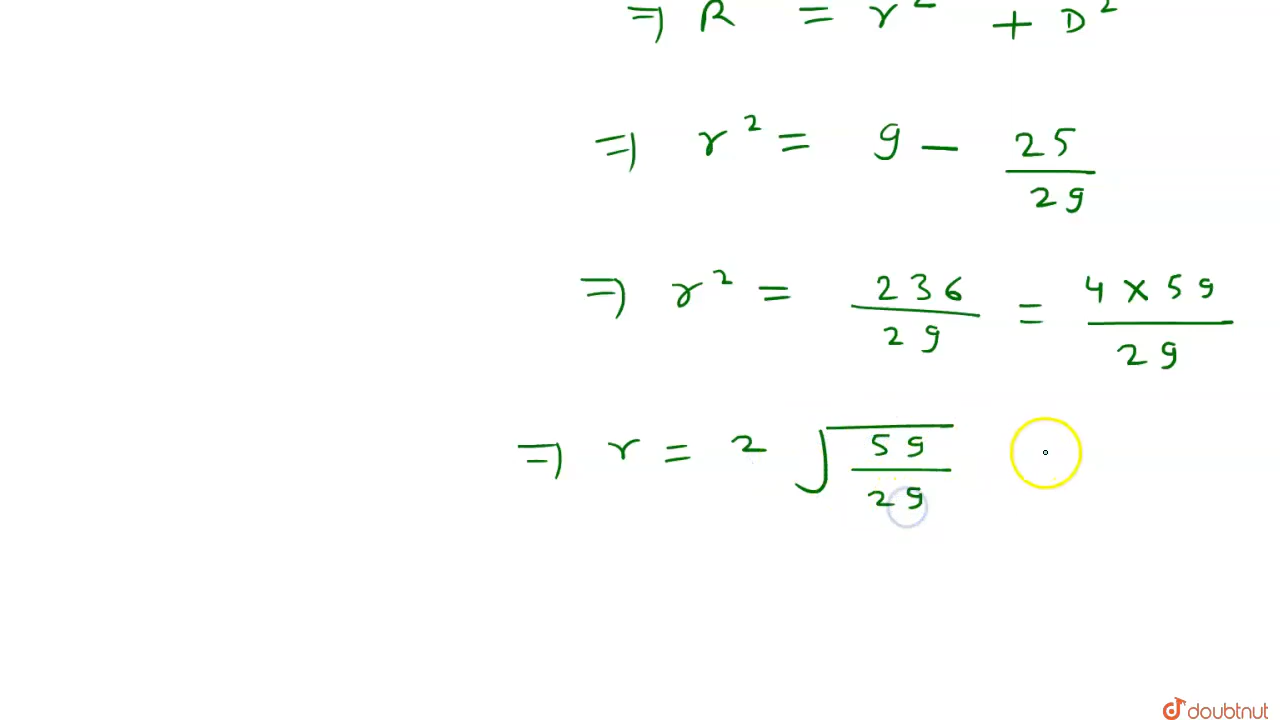 ⇒ R = r² + D²
⇒ r² = 9 - 25/29
⇒ r² = 236/29 = 4 × 59/29
⇒ r = 2 √59/29
doubtnut